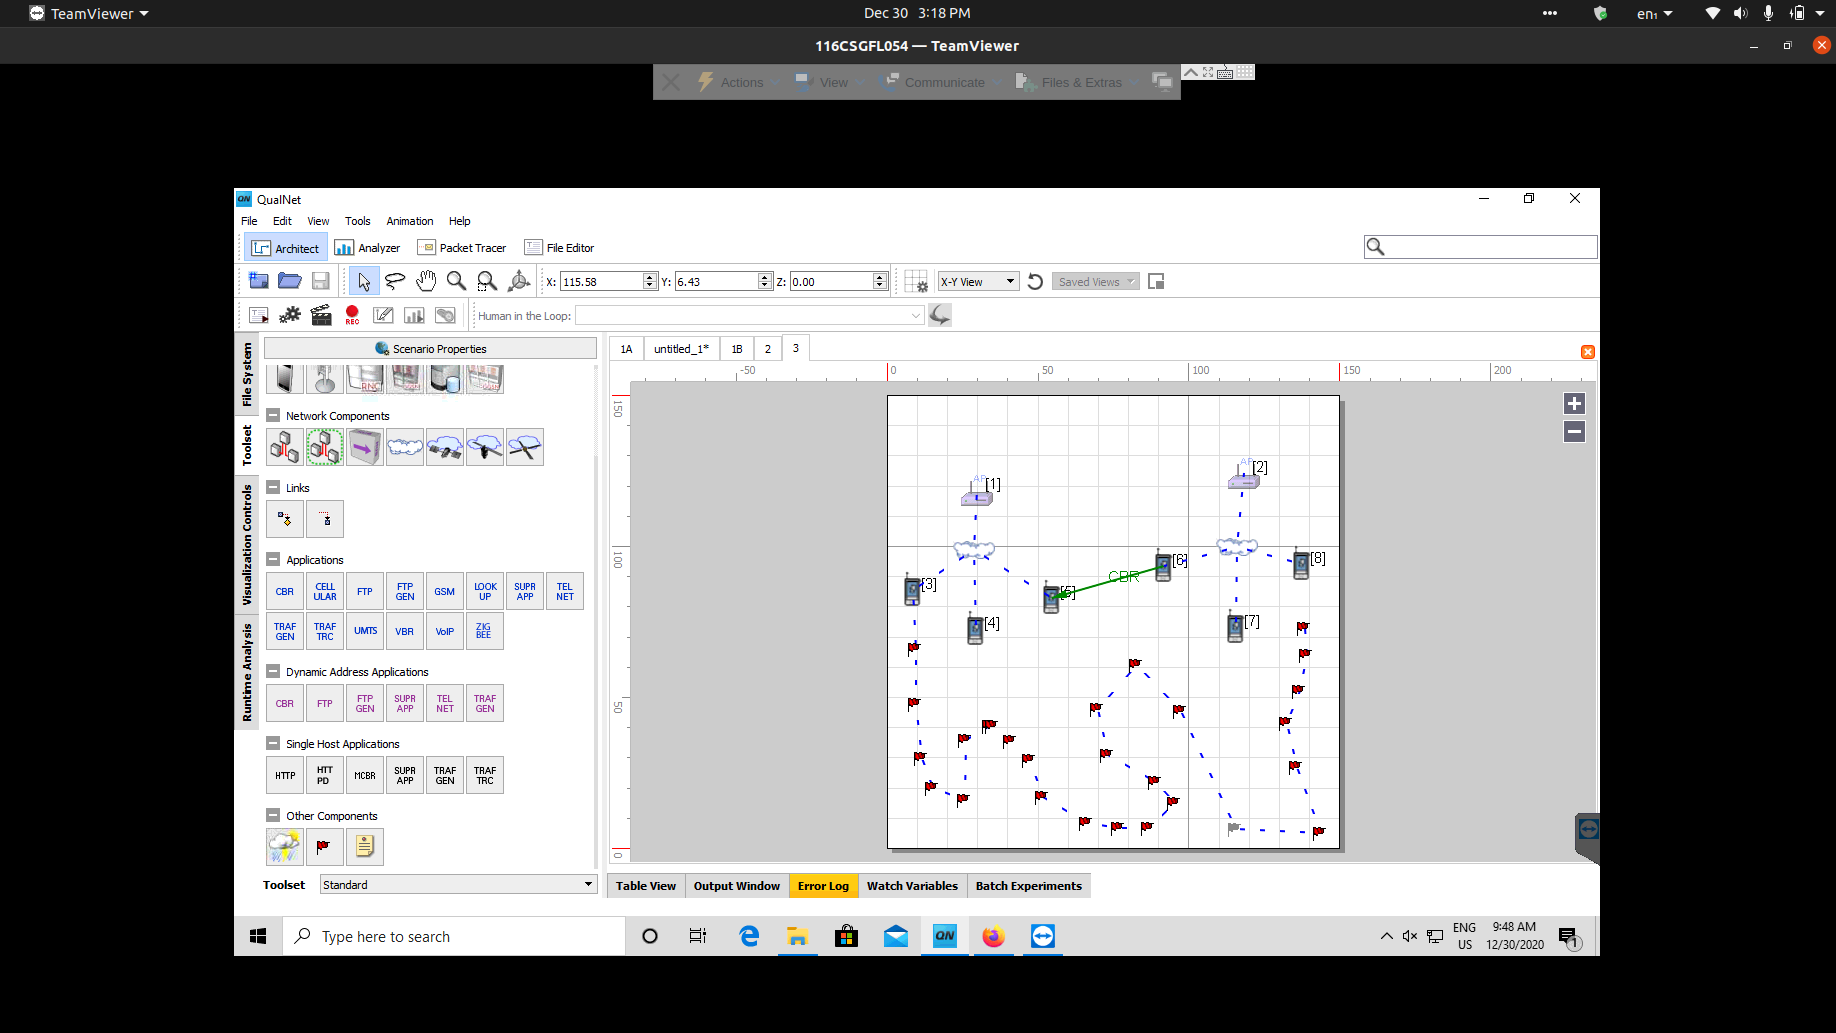 TeamViewer
Dec 30 3:18 PM
en₁
116CSGFL054 — TeamViewer
Actions
View
Communicate
Files & Extras
QN QualNet
File Edit View Tools Animation Help
Architect
Analyzer
Packet Tracer
File Editor
X: 115.58
Y: 6.43
Z: 0.00
X-Y View
Saved Views
REC
Human in the Loop:
File System
Toolset
Visualization Controls
Runtime Analysis
Scenario Properties
RNC
Network Components
Links
Applications
CBR
CELL ULAR
FTP
FTP GEN
GSM
LOOK UP
SUPR APP
TEL NET
TRAF GEN
TRAF TRC
UMTS
VBR
VoIP
ZIG BEE
Dynamic Address Applications
CBR
FTP
FTP GEN
SUPR APP
TEL NET
TRAF GEN
Single Host Applications
HTTP
HTT PD
MCBR
SUPR APP
TRAF GEN
TRAF TRC
Other Components
Toolset
Standard
1A
untitled_1*
1B
2
3
-50
0
50
100
150
200
150
100
50
0
AP
[1]
AP
[2]
[3]
[4]
[5]
CBR
[6]
[7]
[8]
Table View
Output Window
Error Log
Watch Variables
Batch Experiments
Type here to search
QN
ENG
US
9:48 AM
12/30/2020
1